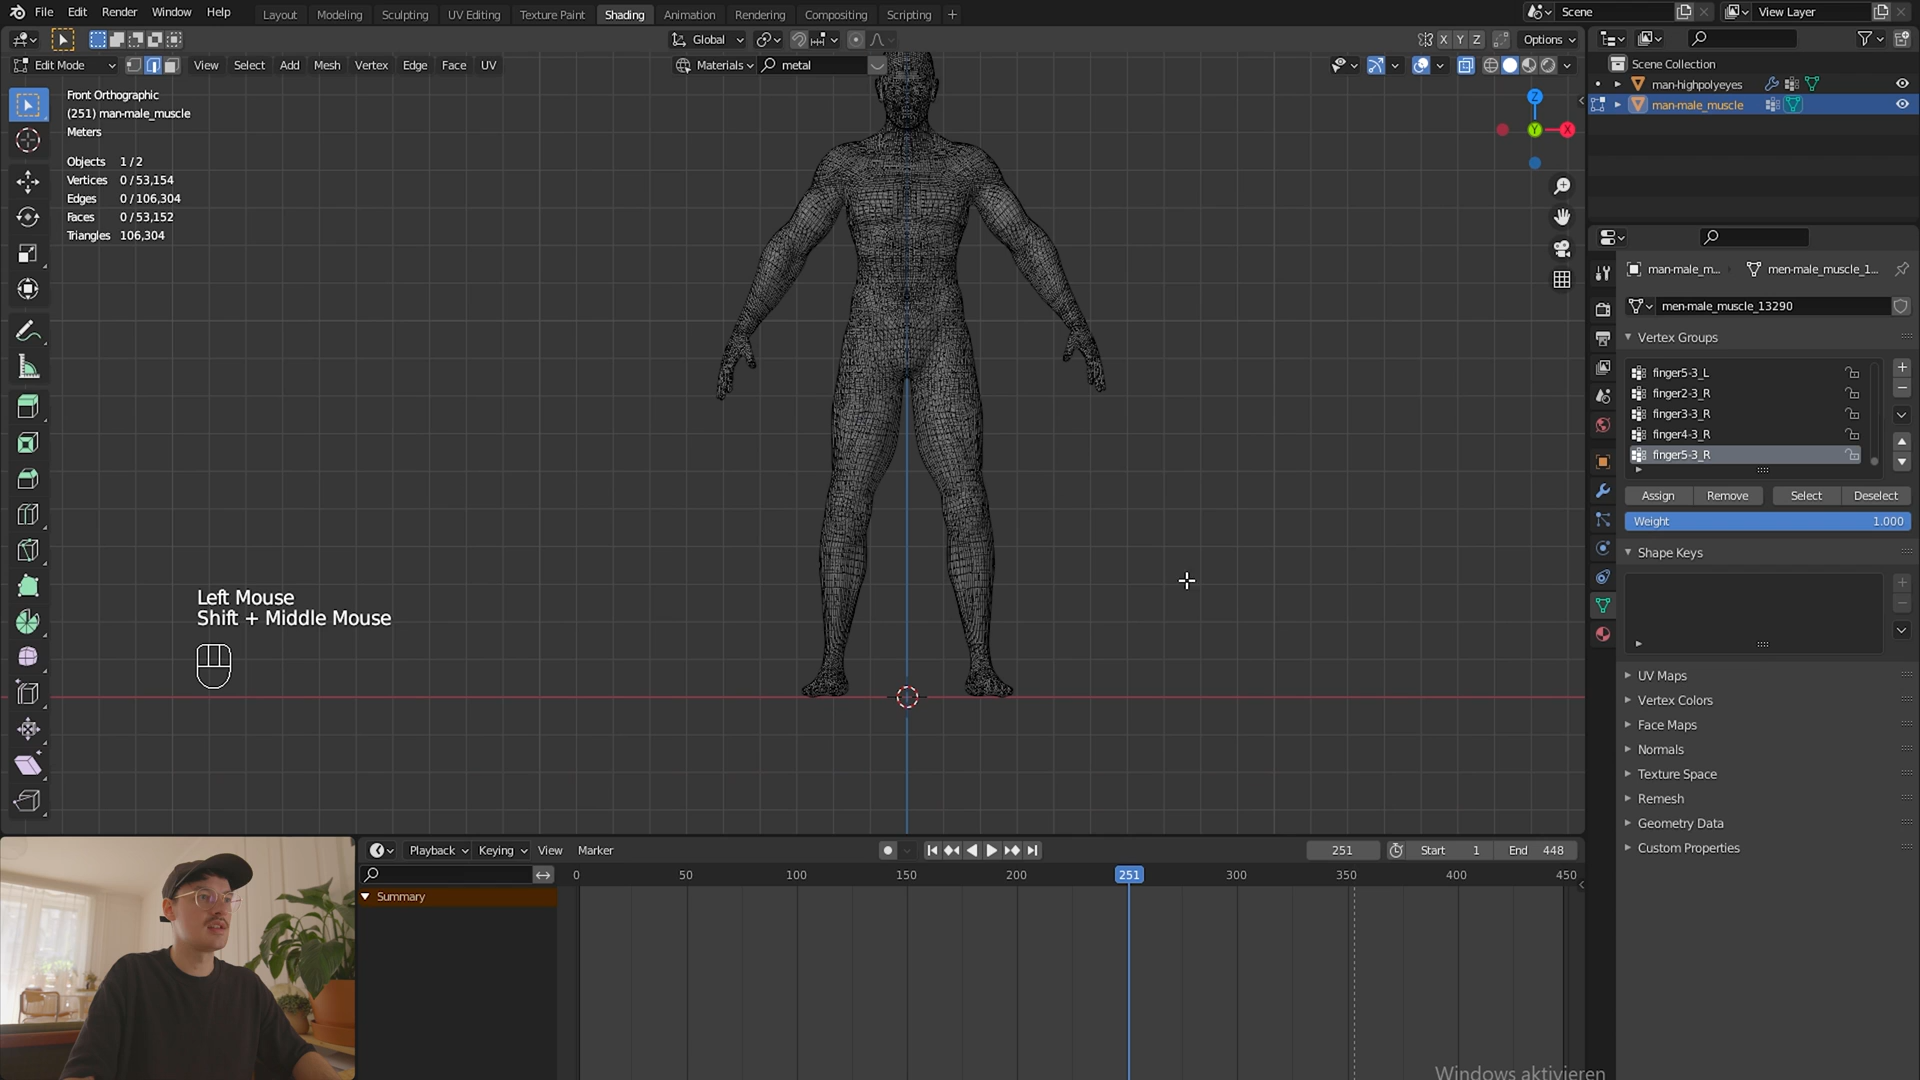 File Edit Render Window Help
Layout Modeling Sculpting UV Editing Texture Paint Shading Animation Rendering Compositing Scripting +
Scene View Layer
Global X Y Z Options
Edit Mode View Select Add Mesh Vertex Edge Face UV Materials metal
Front Orthographic
(251) man-male_muscle
Meters
Objects 1 / 2
Vertices 0 / 53,154
Edges 0 / 106,304
Faces 0 / 53,152
Triangles 106,304
Z
Y
X
Left Mouse
Shift + Middle Mouse
Scene Collection
man-highpolyeyes
man-male_muscle
man-male_m... men-male_muscle_1...
men-male_muscle_13290
Vertex Groups
finger5-3_L
finger2-3_R
finger3-3_R
finger4-3_R
finger5-3_R
Assign Remove Select Deselect
Weight 1.000
Shape Keys
UV Maps
Vertex Colors
Face Maps
Normals
Texture Space
Remesh
Geometry Data
Custom Properties
Playback Keying View Marker 251 Start 1 End 448
0 50 100 150 200 251 300 350 400 450
Summary
Windows aktivieren